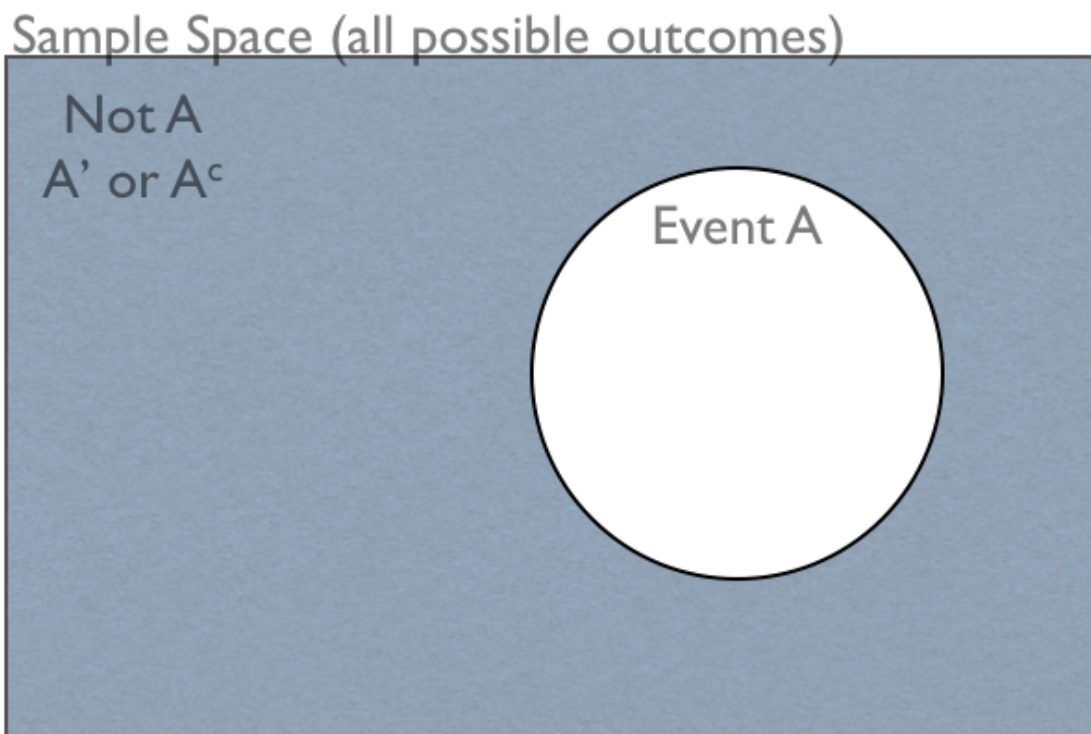 Sample Space (all possible outcomes)
Not A
A’ or Aᶜ
Event A